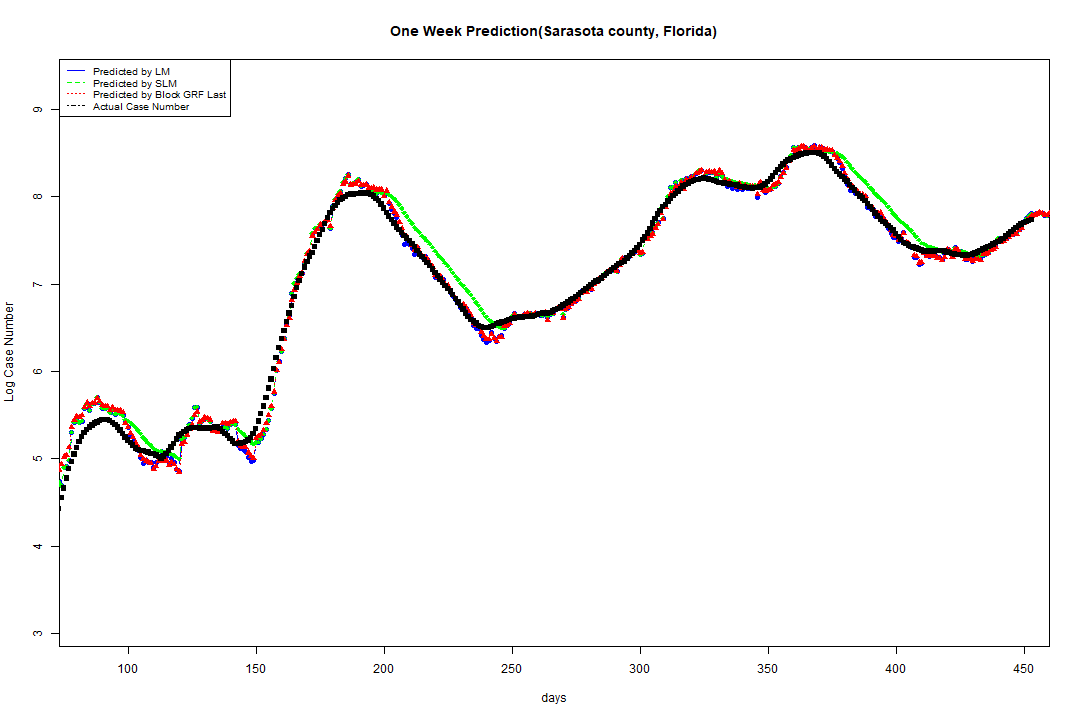 One Week Prediction(Sarasota county, Florida)
Predicted by LM
Predicted by SLM
Predicted by Block GRF Last
Actual Case Number
9
8
7
6
5
4
3
Log Case Number
100 150 200 250 300 350 400 450
days